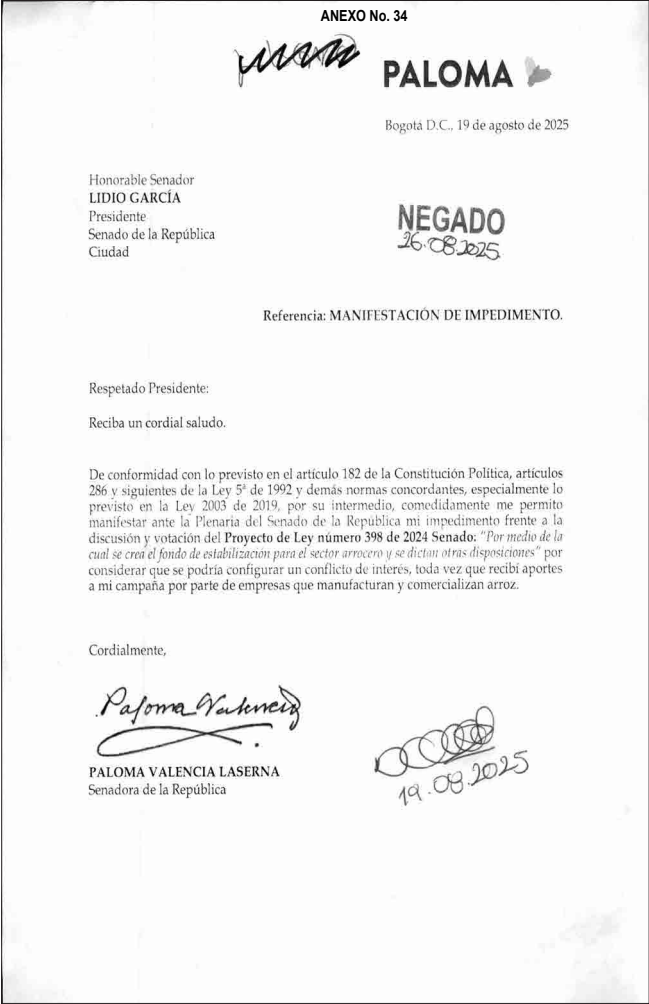 ANEXO No. 34
PALOMA
Bogotá D.C., 19 de agosto de 2025
Honorable Senador
LIDIO GARCÍA
Presidente
Senado de la República
Ciudad
NEGADO
26.08.2025
Referencia: MANIFESTACIÓN DE IMPEDIMENTO.
Respetado Presidente:
Reciba un cordial saludo.
De conformidad con lo previsto en el artículo 182 de la Constitución Política, artículos
286 y siguientes de la Ley 5ª de 1992 y demás normas concordantes, especialmente lo
previsto en la Ley 2003 de 2019, por su intermedio, comedidamente me permito
manifestar ante la Plenaria del Senado de la República mi impedimento frente a la
discusión y votación del Proyecto de Ley número 398 de 2024 Senado: "Por medio de la
cual se crea el fondo de estabilización para el sector arrocero y se dictan otras disposiciones" por
considerar que se podría configurar un conflicto de interés, toda vez que recibí aportes
a mi campaña por parte de empresas que manufacturan y comercializan arroz.
Cordialmente,
Paloma Valencia
PALOMA VALENCIA LASERNA
Senadora de la República
19.08.2025